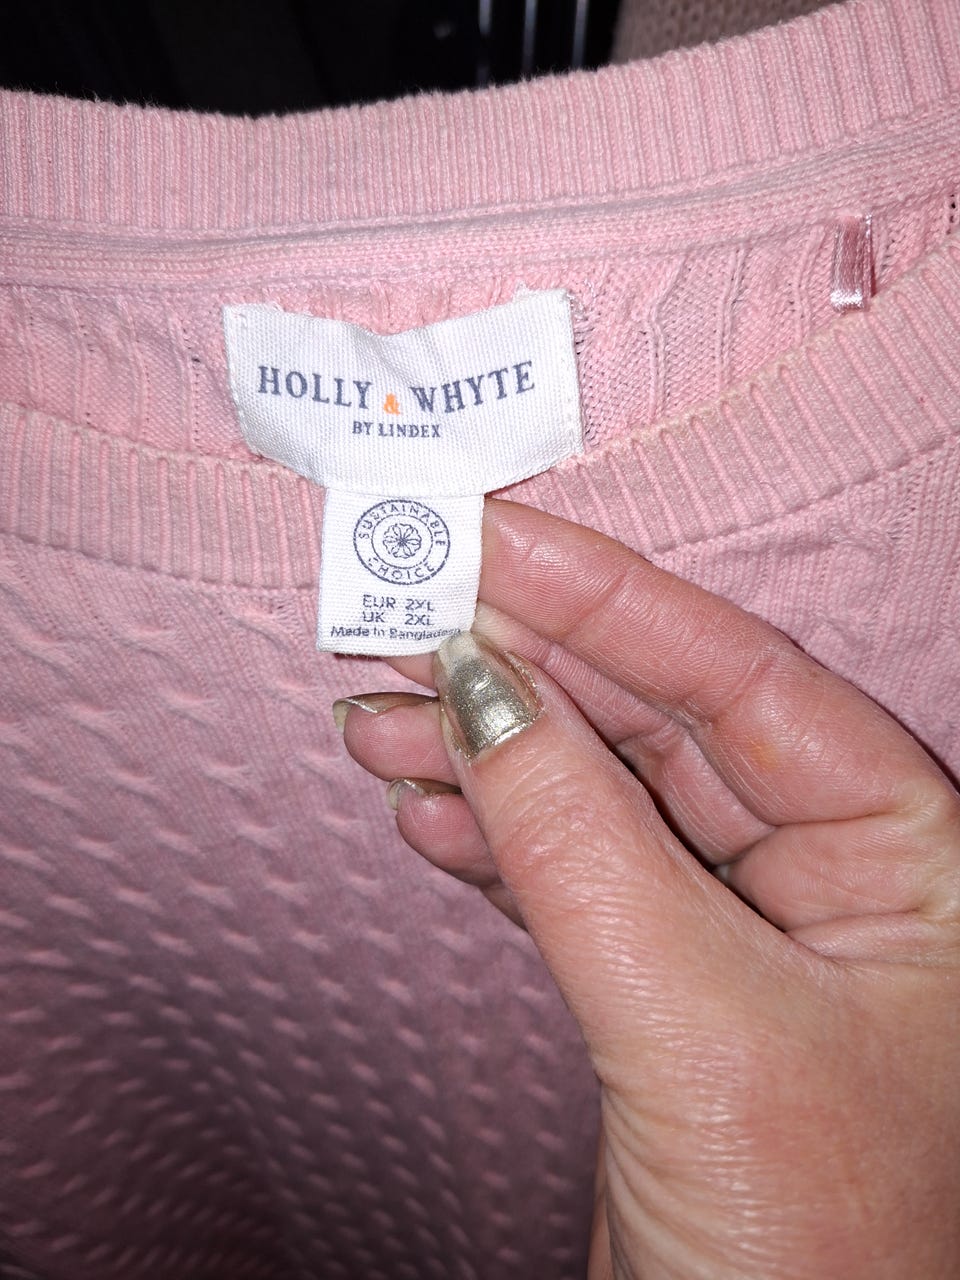 HOLLY & WHYTE
BY LINDEX
SUSTAINABLE
CHOICE
EUR 2XL
UK 2XL
Made in Bangladesh